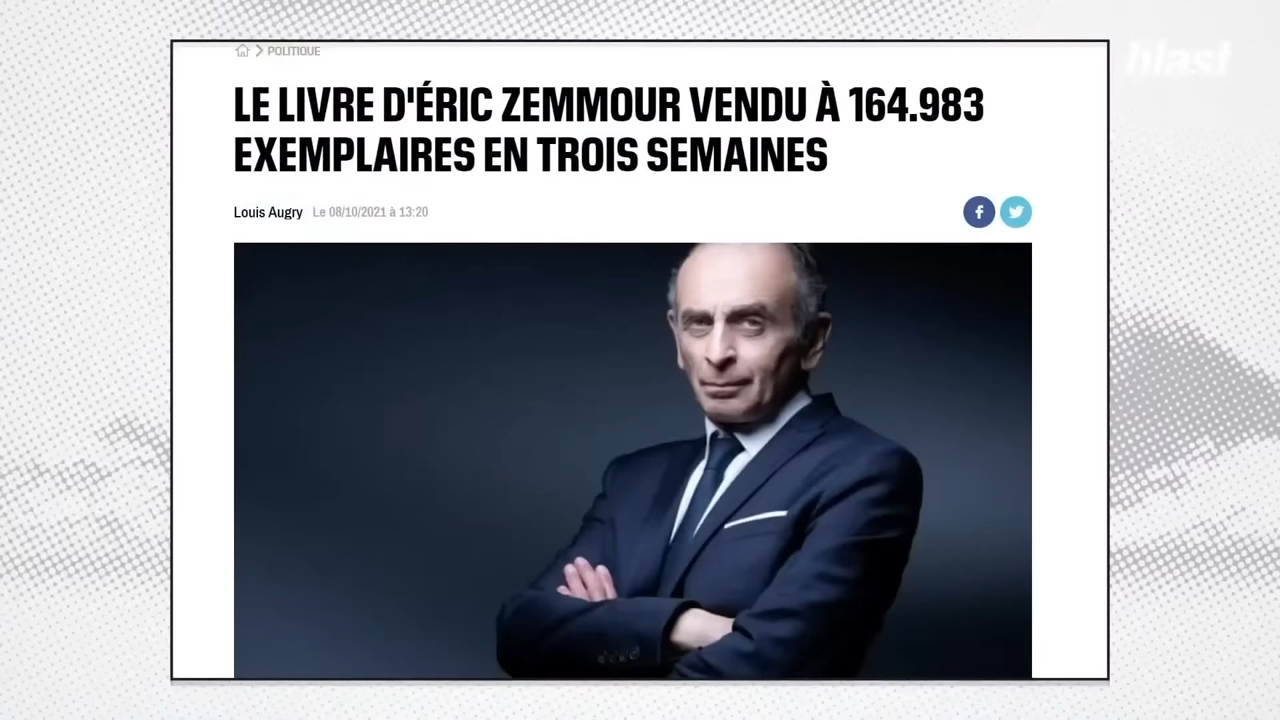 blast
POLITIQUE
LE LIVRE D'ÉRIC ZEMMOUR VENDU À 164.983
EXEMPLAIRES EN TROIS SEMAINES
Louis Augry Le 08/10/2021 à 13:20